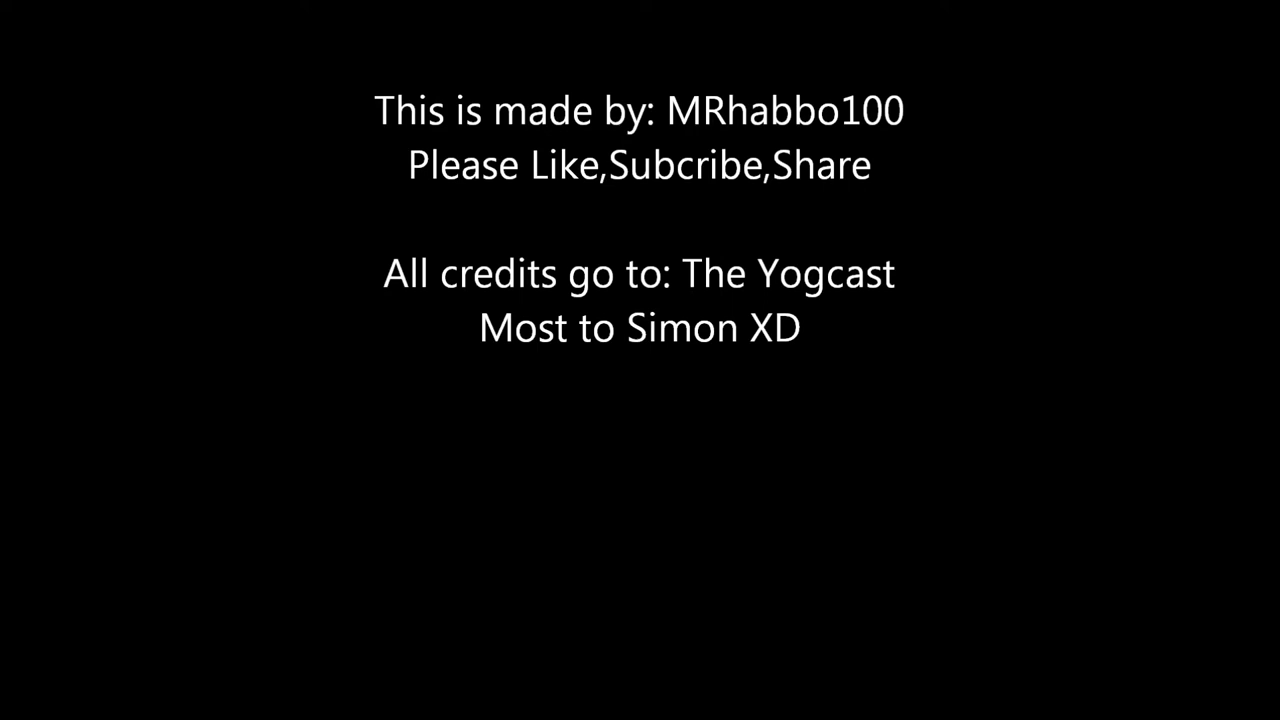 This is made by: MRhabbo100
Please Like,Subcribe,Share
All credits go to: The Yogcast
Most to Simon XD